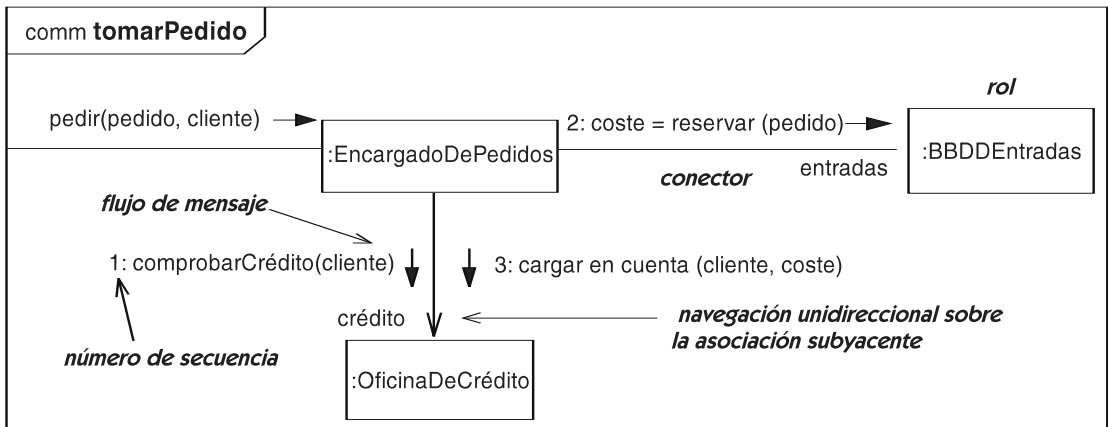 comm tomarPedido
rol
pedir(pedido, cliente)
2: coste = reservar (pedido)
:EncargadoDePedidos
:BBDDEntradas
entradas
conector
flujo de mensaje
1: comprobarCrédito(cliente)
3: cargar en cuenta (cliente, coste)
crédito
navegación unidireccional sobre
la asociación subyacente
número de secuencia
:OficinaDeCrédito